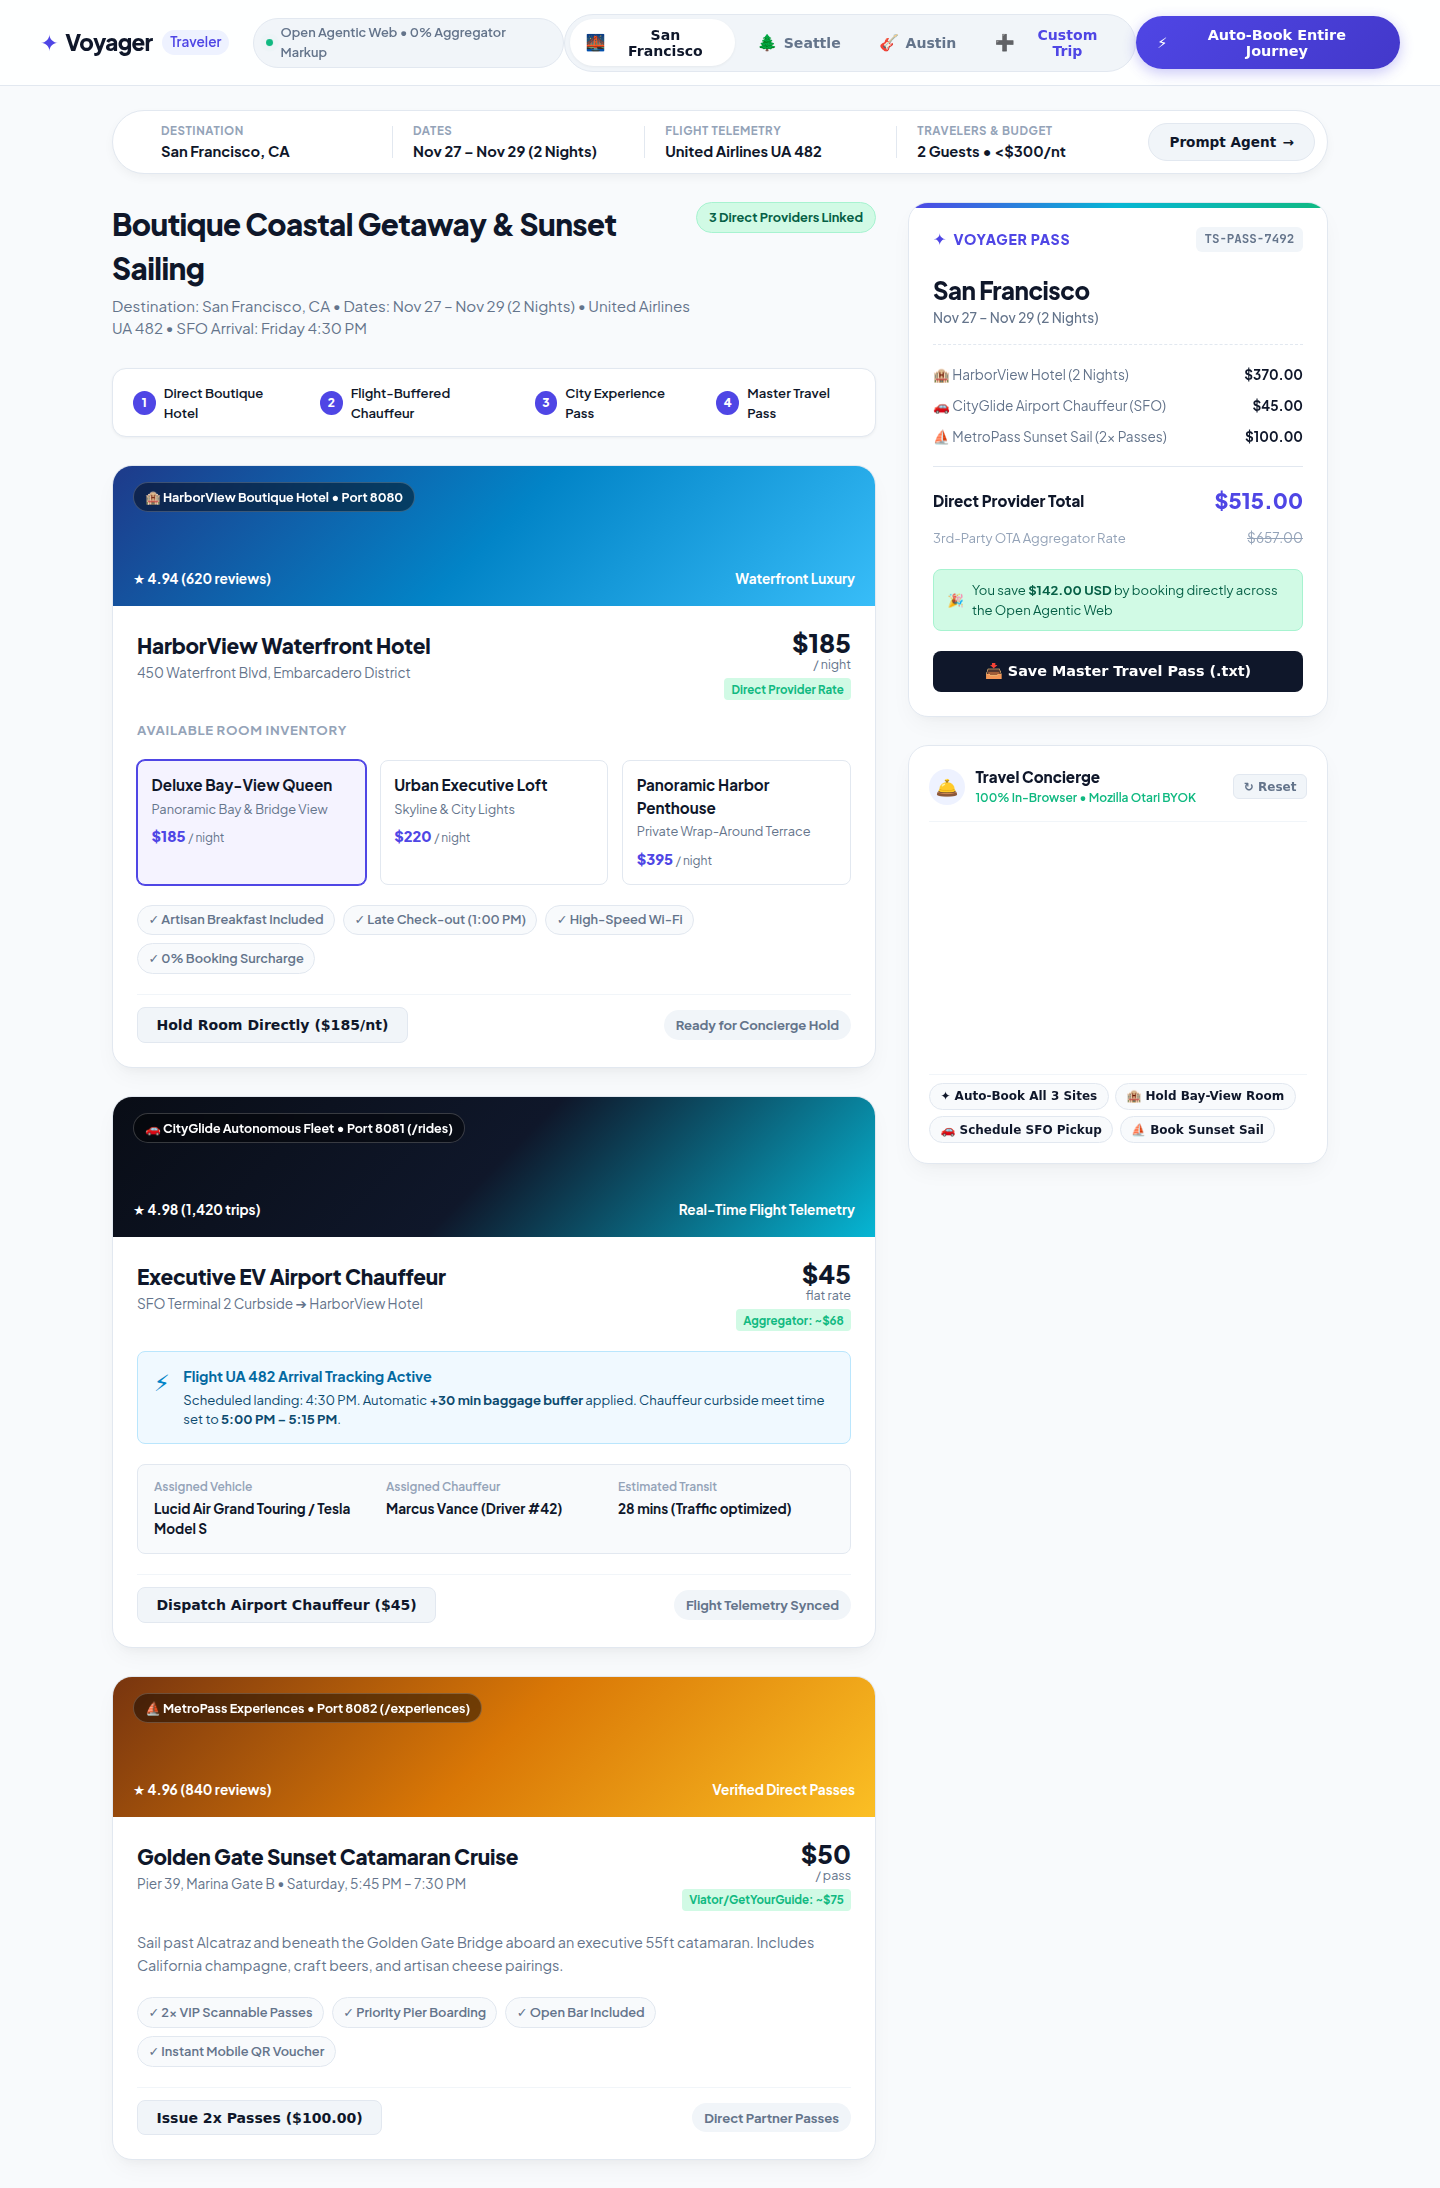 ✦ Voyager Traveler
Open Agentic Web • 0% Aggregator
Markup
San
Francisco
Seattle
Austin
Custom
Trip
⚡ Auto-Book Entire
Journey
DESTINATION
San Francisco, CA
DATES
Nov 27 – Nov 29 (2 Nights)
FLIGHT TELEMETRY
United Airlines UA 482
TRAVELERS & BUDGET
2 Guests • <$300/nt
Prompt Agent →
Boutique Coastal Getaway & Sunset
Sailing
3 Direct Providers Linked
Destination: San Francisco, CA • Dates: Nov 27 – Nov 29 (2 Nights) • United Airlines
UA 482 • SFO Arrival: Friday 4:30 PM
1 Direct Boutique
Hotel
2 Flight-Buffered
Chauffeur
3 City Experience
Pass
4 Master Travel
Pass
🏨 HarborView Boutique Hotel • Port 8080
★ 4.94 (620 reviews)
Waterfront Luxury
HarborView Waterfront Hotel
450 Waterfront Blvd, Embarcadero District
$185
/ night
Direct Provider Rate
AVAILABLE ROOM INVENTORY
Deluxe Bay-View Queen
Panoramic Bay & Bridge View
$185 / night
Urban Executive Loft
Skyline & City Lights
$220 / night
Panoramic Harbor
Penthouse
Private Wrap-Around Terrace
$395 / night
✓ Artisan Breakfast Included
✓ Late Check-out (1:00 PM)
✓ High-Speed Wi-Fi
✓ 0% Booking Surcharge
Hold Room Directly ($185/nt)
Ready for Concierge Hold
🚗 CityGlide Autonomous Fleet • Port 8081 (/rides)
★ 4.98 (1,420 trips)
Real-Time Flight Telemetry
Executive EV Airport Chauffeur
SFO Terminal 2 Curbside ➔ HarborView Hotel
$45
flat rate
Aggregator: ~$68
⚡ Flight UA 482 Arrival Tracking Active
Scheduled landing: 4:30 PM. Automatic +30 min baggage buffer applied. Chauffeur curbside meet time
set to 5:00 PM – 5:15 PM.
Assigned Vehicle
Lucid Air Grand Touring / Tesla
Model S
Assigned Chauffeur
Marcus Vance (Driver #42)
Estimated Transit
28 mins (Traffic optimized)
Dispatch Airport Chauffeur ($45)
Flight Telemetry Synced
⛵ MetroPass Experiences • Port 8082 (/experiences)
★ 4.96 (840 reviews)
Verified Direct Passes
Golden Gate Sunset Catamaran Cruise
Pier 39, Marina Gate B • Saturday, 5:45 PM – 7:30 PM
$50
/ pass
Viator/GetYourGuide: ~$75
Sail past Alcatraz and beneath the Golden Gate Bridge aboard an executive 55ft catamaran. Includes
California champagne, craft beers, and artisan cheese pairings.
✓ 2x VIP Scannable Passes
✓ Priority Pier Boarding
✓ Open Bar Included
✓ Instant Mobile QR Voucher
Issue 2x Passes ($100.00)
Direct Partner Passes
✦ VOYAGER PASS
TS-PASS-7492
San Francisco
Nov 27 – Nov 29 (2 Nights)
🏨 HarborView Hotel (2 Nights) $370.00
🚗 CityGlide Airport Chauffeur (SFO) $45.00
⛵ MetroPass Sunset Sail (2x Passes) $100.00
Direct Provider Total $515.00
3rd-Party OTA Aggregator Rate $657.00
🎉 You save $142.00 USD by booking directly across
the Open Agentic Web
📥 Save Master Travel Pass (.txt)
Travel Concierge
100% In-Browser • Mozilla Otari BYOK
↻ Reset
✦ Auto-Book All 3 Sites
🏨 Hold Bay-View Room
🚗 Schedule SFO Pickup
⛵ Book Sunset Sail